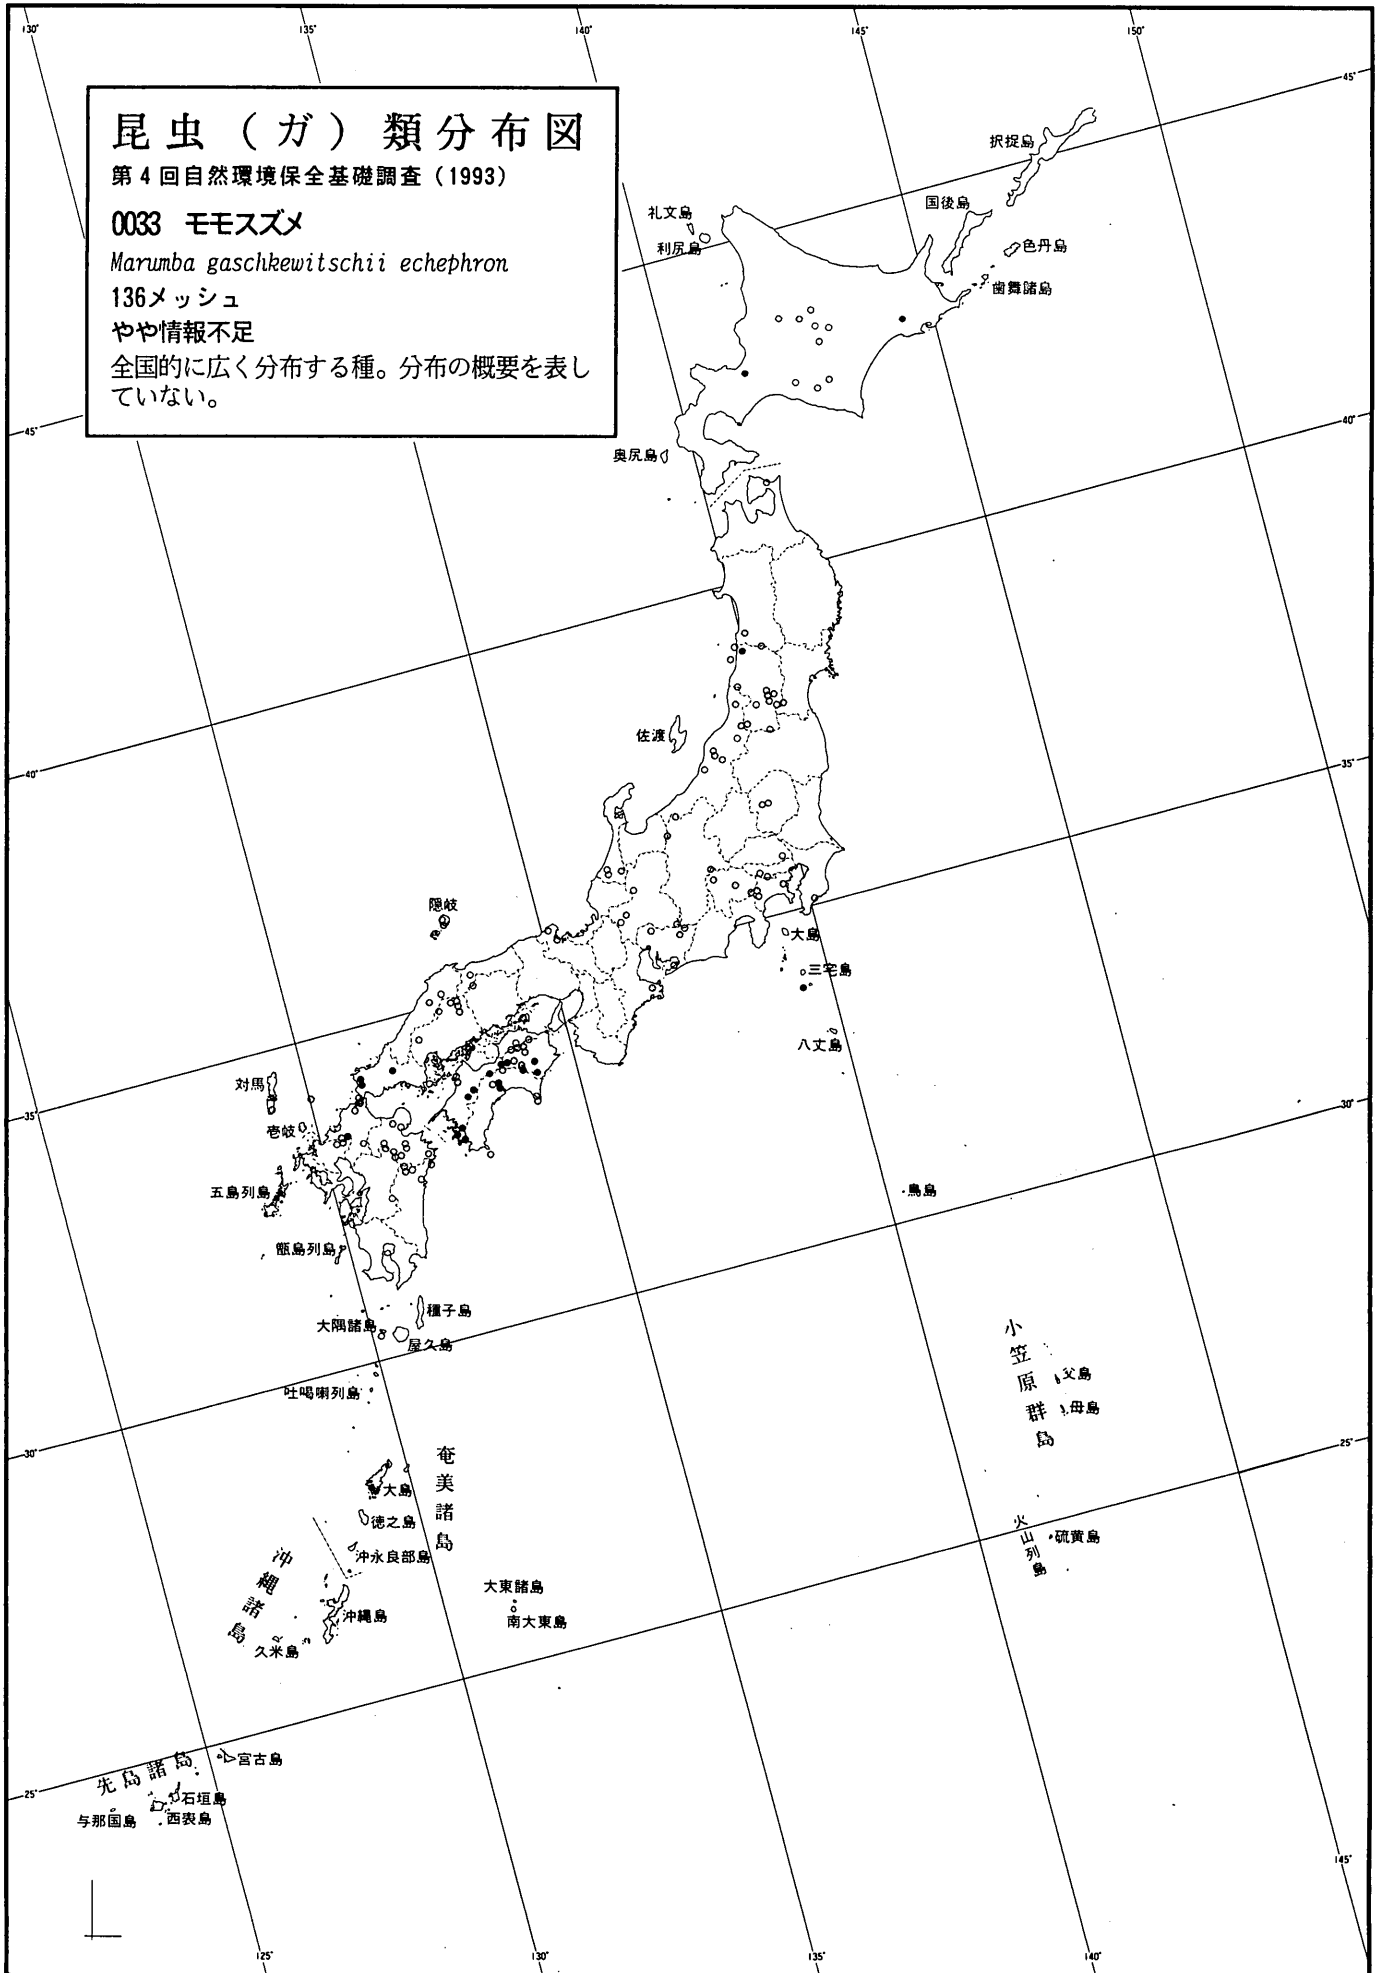 130°
135°
140°
145°
150°
昆虫（ガ）類分布図
第4回自然環境保全基礎調査（1993）
0033 モモスズメ
Marumba gaschkewitschii echephron
136メッシュ
やや情報不足
全国的に広く分布する種。分布の概要を表し
ていない。
45°
択捉島
国後島
色丹島
歯舞諸島
礼文島
利尻島
奥尻島
45°
40°
佐渡
40°
35°
隠岐
大島
三宅島
八丈島
対馬
壱岐
35°
30°
五島列島
鳥島
甑島列島
種子島
大隅諸島
屋久島
吐噶喇列島
小笠原群島
父島
母島
30°
25°
奄美諸島
大島
徳之島
沖永良部島
火山列島
硫黄島
沖縄諸島
沖縄島
久米島
大東諸島
南大東島
先島諸島
宮古島
石垣島
西表島
与那国島
25°
145°
125°
130°
135°
140°